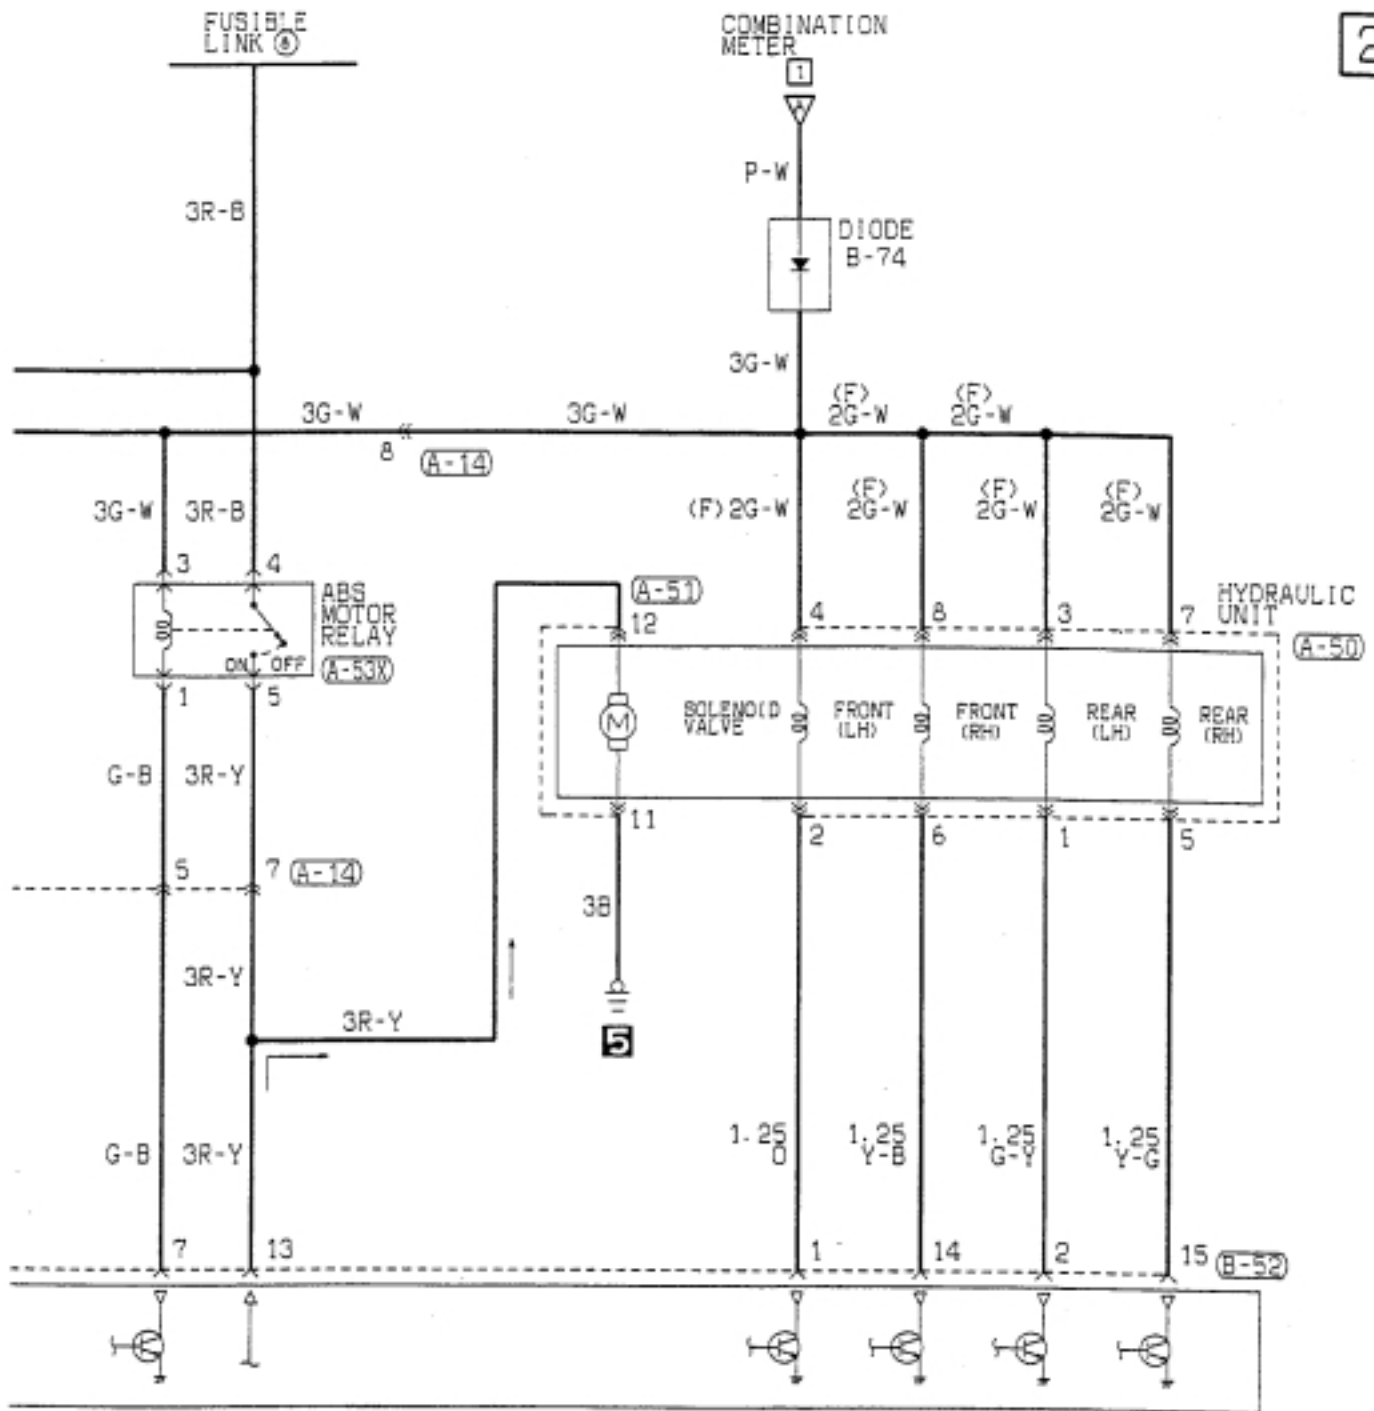 FUSIBLE
LINK ⑧
COMBINATION
METER
1
A
2
P-W
3R-B
DIODE
B-74
3G-W
3G-W
3G-W
(F)
2G-W
(F)
2G-W
8
A-14
3G-W
3R-B
(F) 2G-W
(F)
2G-W
(F)
2G-W
(F)
2G-W
3
4
ABS
MOTOR
RELAY
ON OFF
A-53X
1
5
A-51
12
4
8
3
7
HYDRAULIC
UNIT
A-50
M
SOLENOID
VALVE
FRONT
(LH)
FRONT
(RH)
REAR
(LH)
REAR
(RH)
G-B
3R-Y
11
2
6
1
5
5
7
A-14
3B
3R-Y
3R-Y
5
G-B
3R-Y
1.25
O
1.25
Y-B
1.25
G-Y
1.25
Y-G
7
13
1
14
2
15
B-52